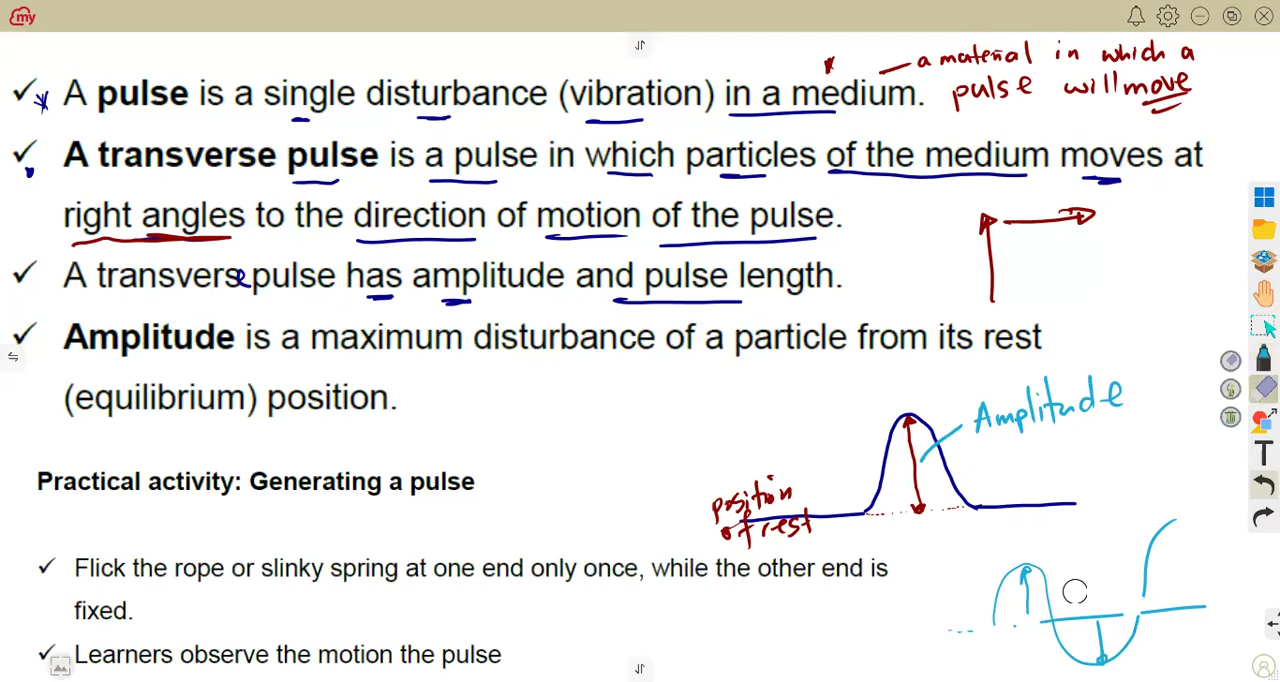 my
✓ A pulse is a single disturbance (vibration) in a medium.
a material in which a
pulse will move
✓ A transverse pulse is a pulse in which particles of the medium moves at
right angles to the direction of motion of the pulse.
✓ A transverse pulse has amplitude and pulse length.
✓ Amplitude is a maximum disturbance of a particle from its rest
(equilibrium) position.
Amplitude
Practical activity: Generating a pulse
position
of rest
✓ Flick the rope or slinky spring at one end only once, while the other end is
fixed.
✓ Learners observe the motion the pulse
T